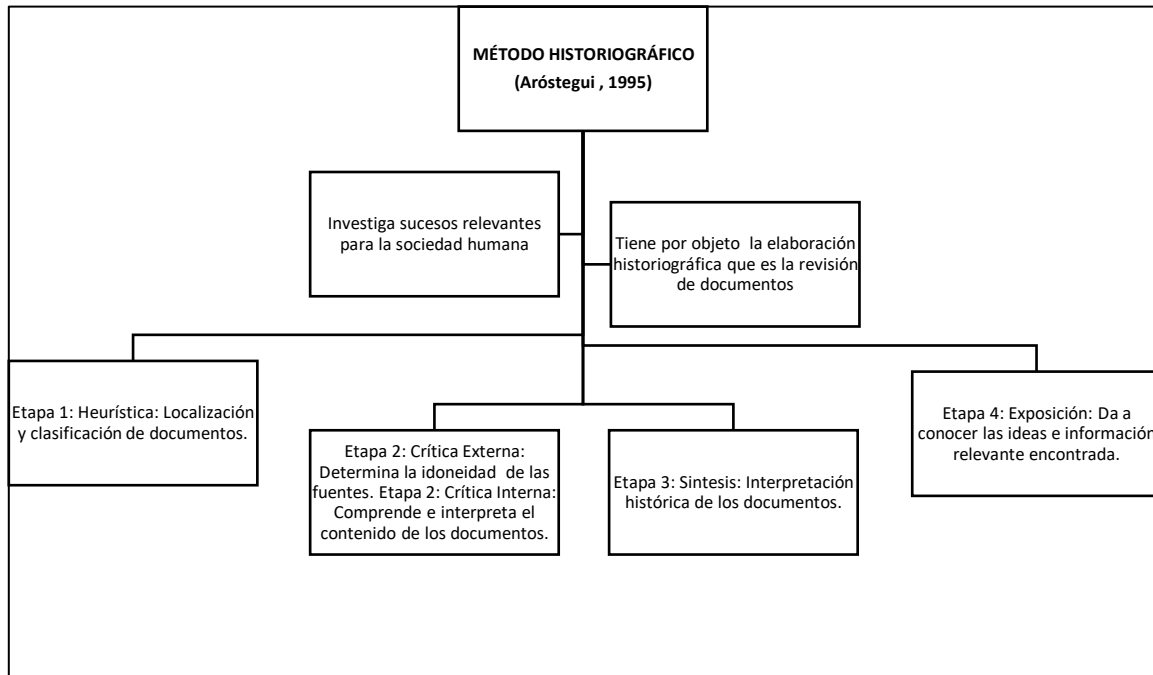 MÉTODO HISTORIOGRÁFICO
(Aróstegui , 1995)
Investiga sucesos relevantes
para la sociedad humana
Tiene por objeto la elaboración
historiográfica que es la revisión
de documentos
Etapa 1: Heurística: Localización
y clasificación de documentos.
Etapa 2: Crítica Externa:
Determina la idoneidad de las
fuentes. Etapa 2: Crítica Interna:
Comprende e interpreta el
contenido de los documentos.
Etapa 3: Sintesis: Interpretación
histórica de los documentos.
Etapa 4: Exposición: Da a
conocer las ideas e información
relevante encontrada.